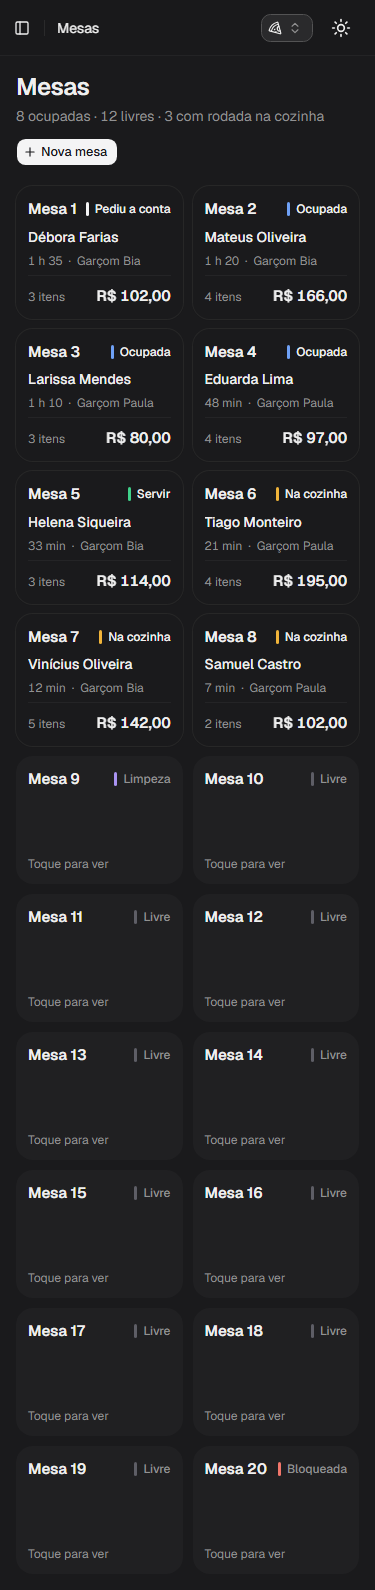 Mesas
Mesas
8 ocupadas · 12 livres · 3 com rodada na cozinha
+ Nova mesa
Mesa 1 Pediu a conta
Débora Farias
1 h 35 · Garçom Bia
3 itens R$ 102,00
Mesa 2 Ocupada
Mateus Oliveira
1 h 20 · Garçom Bia
4 itens R$ 166,00
Mesa 3 Ocupada
Larissa Mendes
1 h 10 · Garçom Paula
3 itens R$ 80,00
Mesa 4 Ocupada
Eduarda Lima
48 min · Garçom Paula
4 itens R$ 97,00
Mesa 5 Servir
Helena Siqueira
33 min · Garçom Bia
3 itens R$ 114,00
Mesa 6 Na cozinha
Tiago Monteiro
21 min · Garçom Paula
4 itens R$ 195,00
Mesa 7 Na cozinha
Vinícius Oliveira
12 min · Garçom Bia
5 itens R$ 142,00
Mesa 8 Na cozinha
Samuel Castro
7 min · Garçom Paula
2 itens R$ 102,00
Mesa 9 Limpeza
Toque para ver
Mesa 10 Livre
Toque para ver
Mesa 11 Livre
Toque para ver
Mesa 12 Livre
Toque para ver
Mesa 13 Livre
Toque para ver
Mesa 14 Livre
Toque para ver
Mesa 15 Livre
Toque para ver
Mesa 16 Livre
Toque para ver
Mesa 17 Livre
Toque para ver
Mesa 18 Livre
Toque para ver
Mesa 19 Livre
Toque para ver
Mesa 20 Bloqueada
Toque para ver